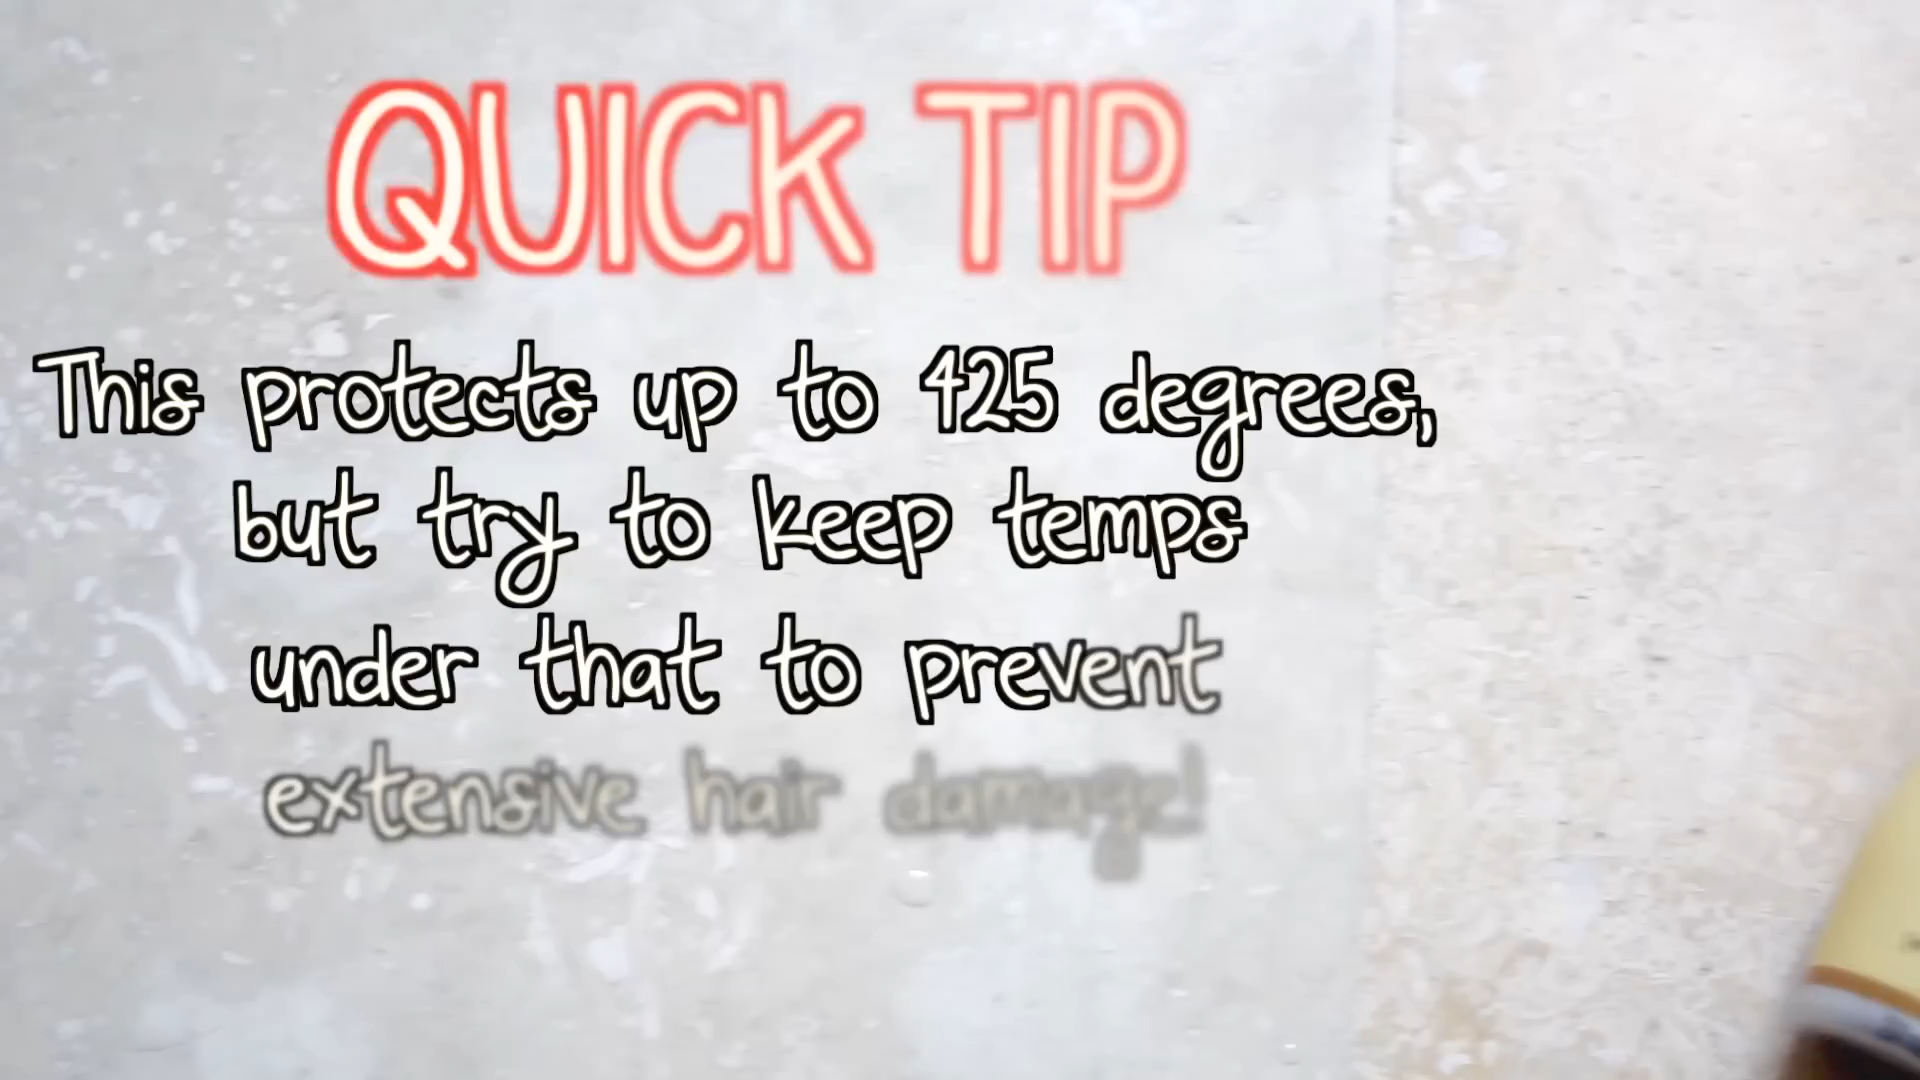 QUICK TIP
This protects up to 425 degrees,
but try to keep temps
under that to prevent
extensive hair damage!